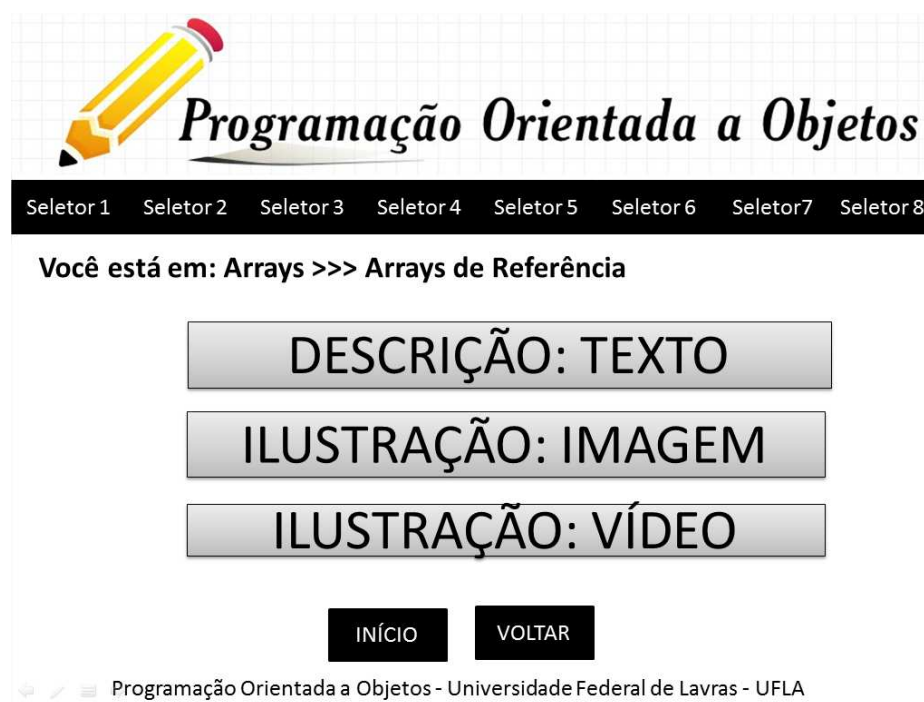 Programação Orientada a Objetos
Seletor 1 Seletor 2 Seletor 3 Seletor 4 Seletor 5 Seletor 6 Seletor7 Seletor 8
Você está em: Arrays >>> Arrays de Referência
DESCRIÇÃO: TEXTO
ILUSTRAÇÃO: IMAGEM
ILUSTRAÇÃO: VÍDEO
INÍCIO VOLTAR
Programação Orientada a Objetos - Universidade Federal de Lavras - UFLA